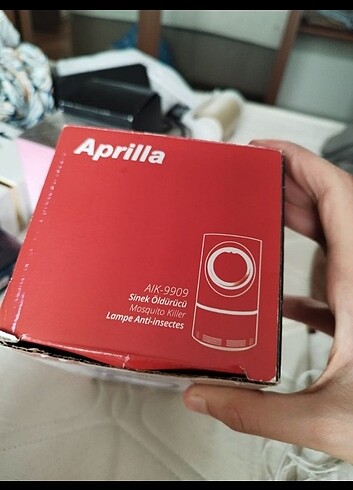 Aprilla
AIK-9909
Sinek Öldürücü
Mosquito Killer
Lampe Anti-insectes